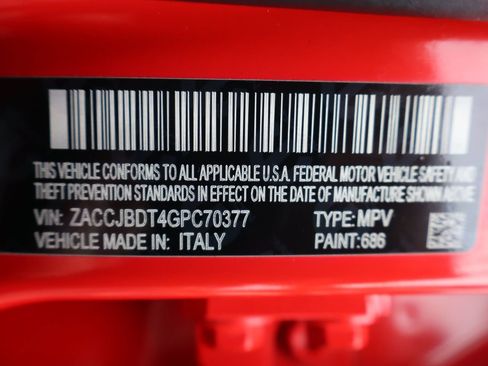 THIS VEHICLE CONFORMS TO ALL APPLICABLE U.S.A. FEDERAL MOTOR VEHICLE SAFETY AND
THEFT PREVENTION STANDARDS IN EFFECT ON THE DATE OF MANUFACTURE SHOWN ABOVE
VIN: ZACCJBDT4GPC70377 TYPE: MPV
VEHICLE MADE IN: ITALY PAINT: 686